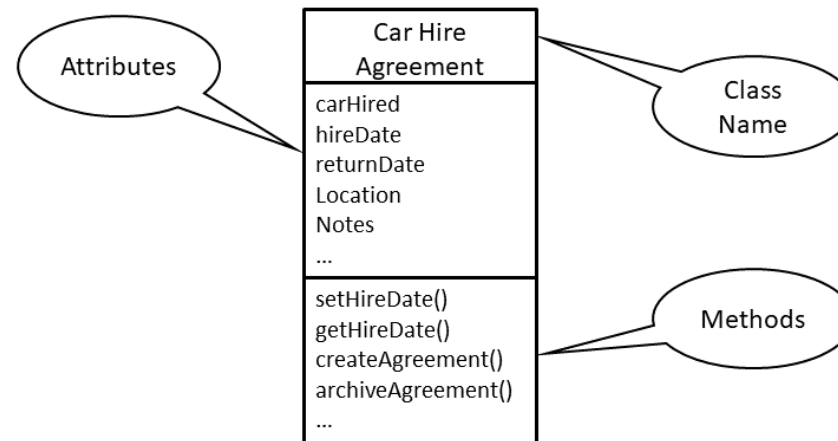 Attributes
Car Hire
Agreement
carHired
hireDate
returnDate
Location
Notes
...
Class
Name
setHireDate()
getHireDate()
createAgreement()
archiveAgreement()
...
Methods